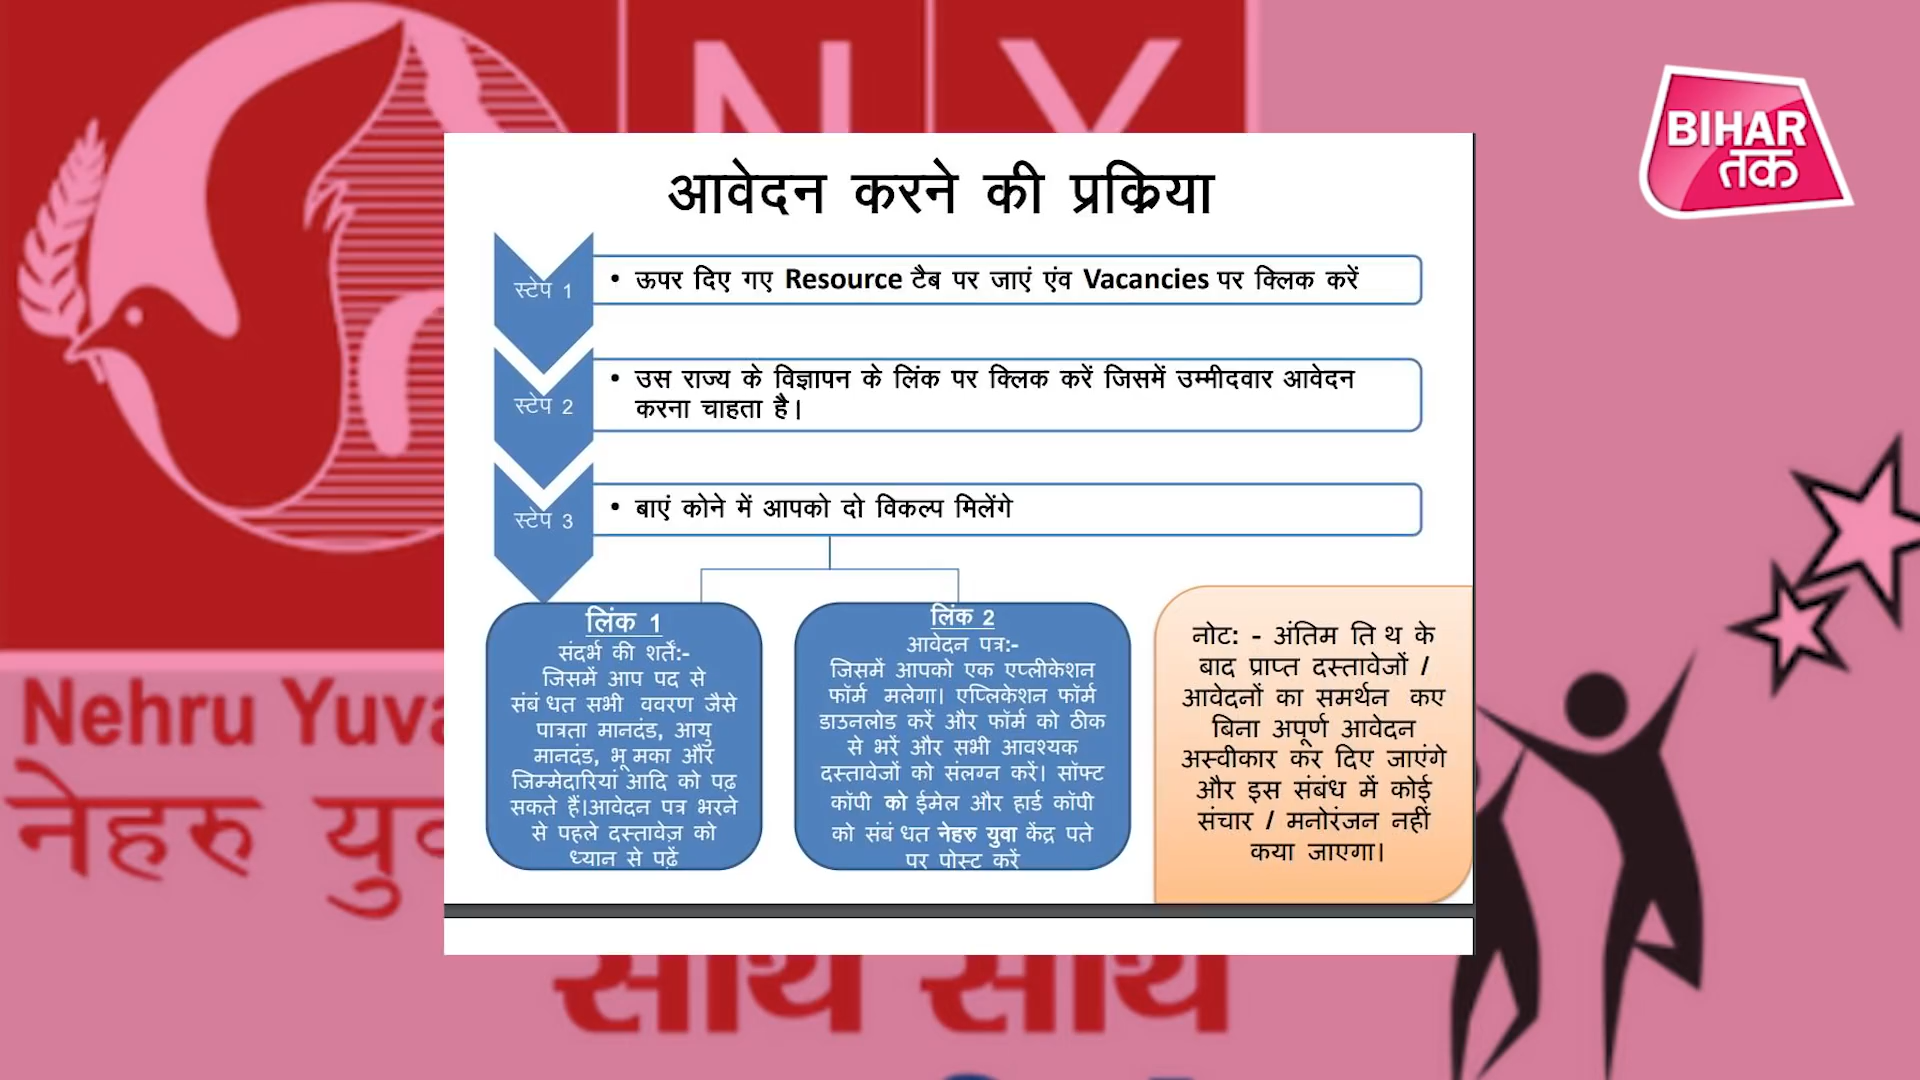 N Y
BIHAR
तक
आवेदन करने की प्रक्रिया
स्टेप 1
• ऊपर दिए गए Resource टैब पर जाएं एंव Vacancies पर क्लिक करें
स्टेप 2
• उस राज्य के विज्ञापन के लिंक पर क्लिक करें जिसमें उम्मीदवार आवेदन
करना चाहता है।
स्टेप 3
• बाएं कोने में आपको दो विकल्प मिलेंगे
लिंक 1
संदर्भ की शर्तें:-
जिसमें आप पद से
संबं धत सभी ववरण जैसे
पात्रता मानदंड, आयु
मानदंड, भू मका और
जिम्मेदारियां आदि को पढ़
सकते हैं।आवेदन पत्र भरने
से पहले दस्तावेज़ को
ध्यान से पढ़ें
लिंक 2
आवेदन पत्र:-
जिसमें आपको एक एप्लीकेशन
फॉर्म मलेगा। एप्लिकेशन फॉर्म
डाउनलोड करें और फॉर्म को ठीक
से भरें और सभी आवश्यक
दस्तावेजों को संलग्न करें। सॉफ्ट
कॉपी को ईमेल और हार्ड कॉपी
को संबं धत नेहरु युवा केंद्र पते
पर पोस्ट करें
नोट: - अंतिम ति थ के
बाद प्राप्त दस्तावेजों /
आवेदनों का समर्थन कए
बिना अपूर्ण आवेदन
अस्वीकार कर दिए जाएंगे
और इस संबंध में कोई
संचार / मनोरंजन नहीं
कया जाएगा।
Nehru Yuva
नेहरु युव
साथ साथ